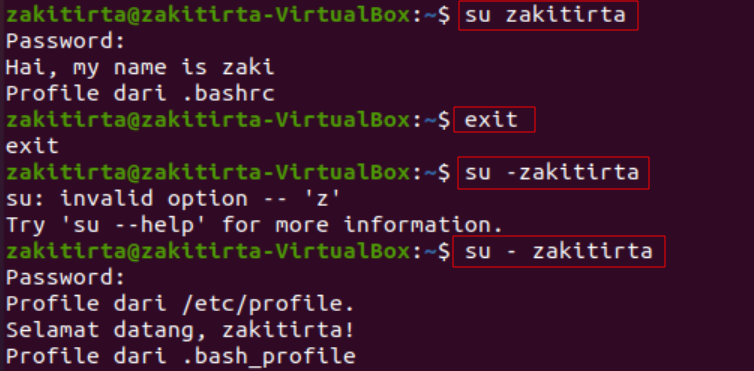 zakitirta@zakitirta-VirtualBox:~$ su zakitirta
Password:
Hai, my name is zaki
Profile dari .bashrc
zakitirta@zakitirta-VirtualBox:~$ exit
exit
zakitirta@zakitirta-VirtualBox:~$ su -zakitirta
su: invalid option -- 'z'
Try 'su --help' for more information.
zakitirta@zakitirta-VirtualBox:~$ su - zakitirta
Password:
Profile dari /etc/profile.
Selamat datang, zakitirta!
Profile dari .bash_profile